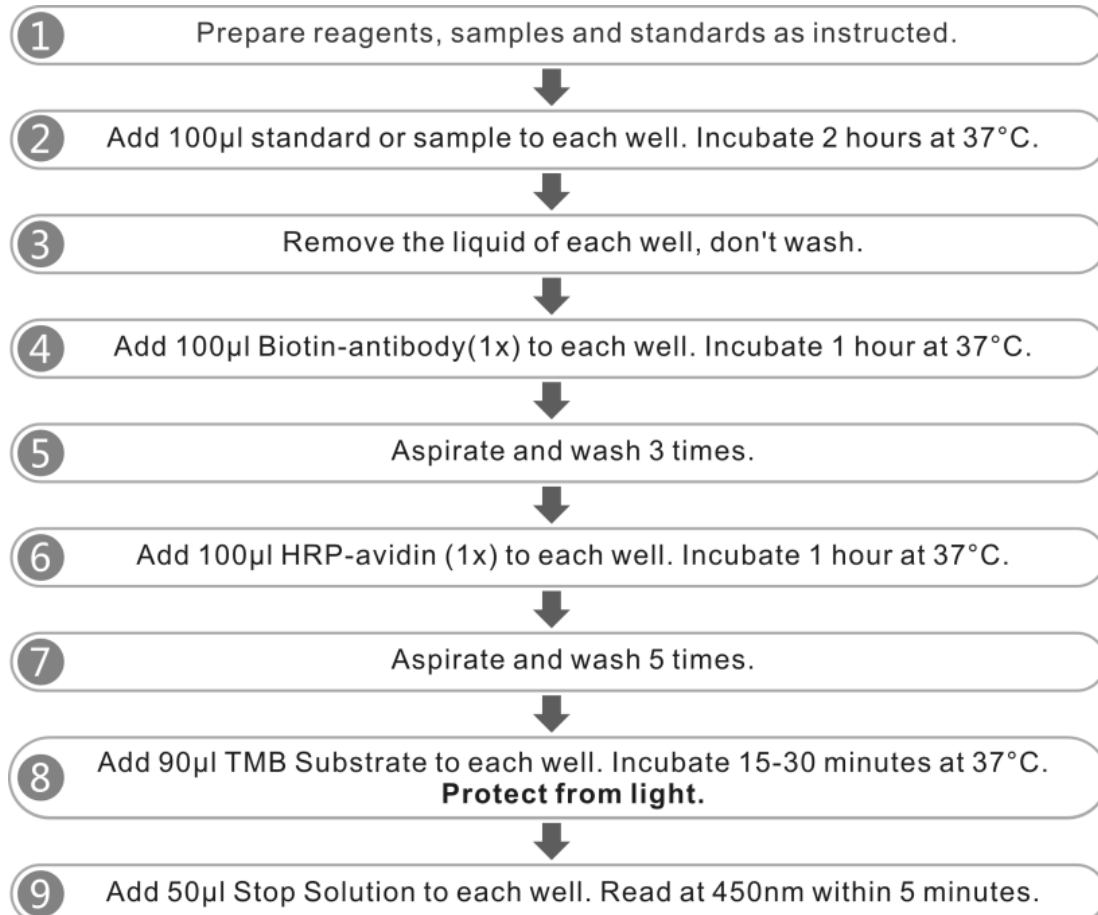 1 Prepare reagents, samples and standards as instructed.
2 Add 100µl standard or sample to each well. Incubate 2 hours at 37°C.
3 Remove the liquid of each well, don't wash.
4 Add 100µl Biotin-antibody(1x) to each well. Incubate 1 hour at 37°C.
5 Aspirate and wash 3 times.
6 Add 100µl HRP-avidin (1x) to each well. Incubate 1 hour at 37°C.
7 Aspirate and wash 5 times.
8 Add 90µl TMB Substrate to each well. Incubate 15-30 minutes at 37°C.
Protect from light.
9 Add 50µl Stop Solution to each well. Read at 450nm within 5 minutes.